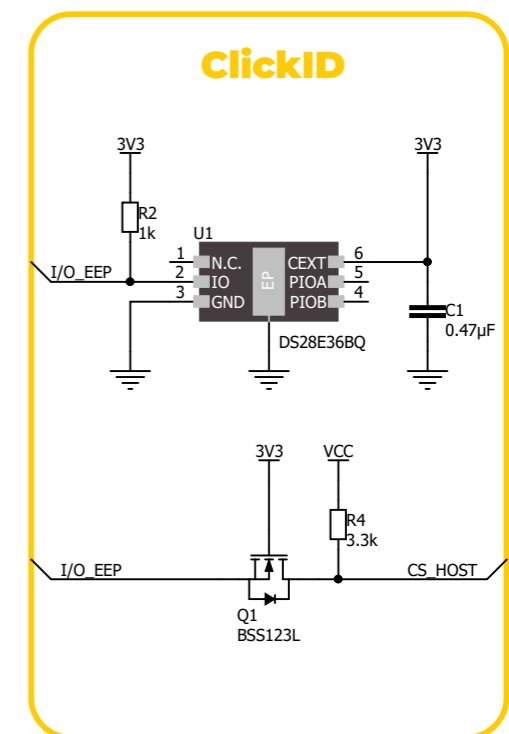 ClickID
3V3
3V3
R2
1k
U1
I/O_EEP
1
N.C.
CEXT
6
2
IO
EP
PIOA
5
3
GND
PIOB
4
C1
0.47µF
DS28E36BQ
3V3
VCC
R4
3.3k
I/O_EEP
CS_HOST
Q1
BSS123L